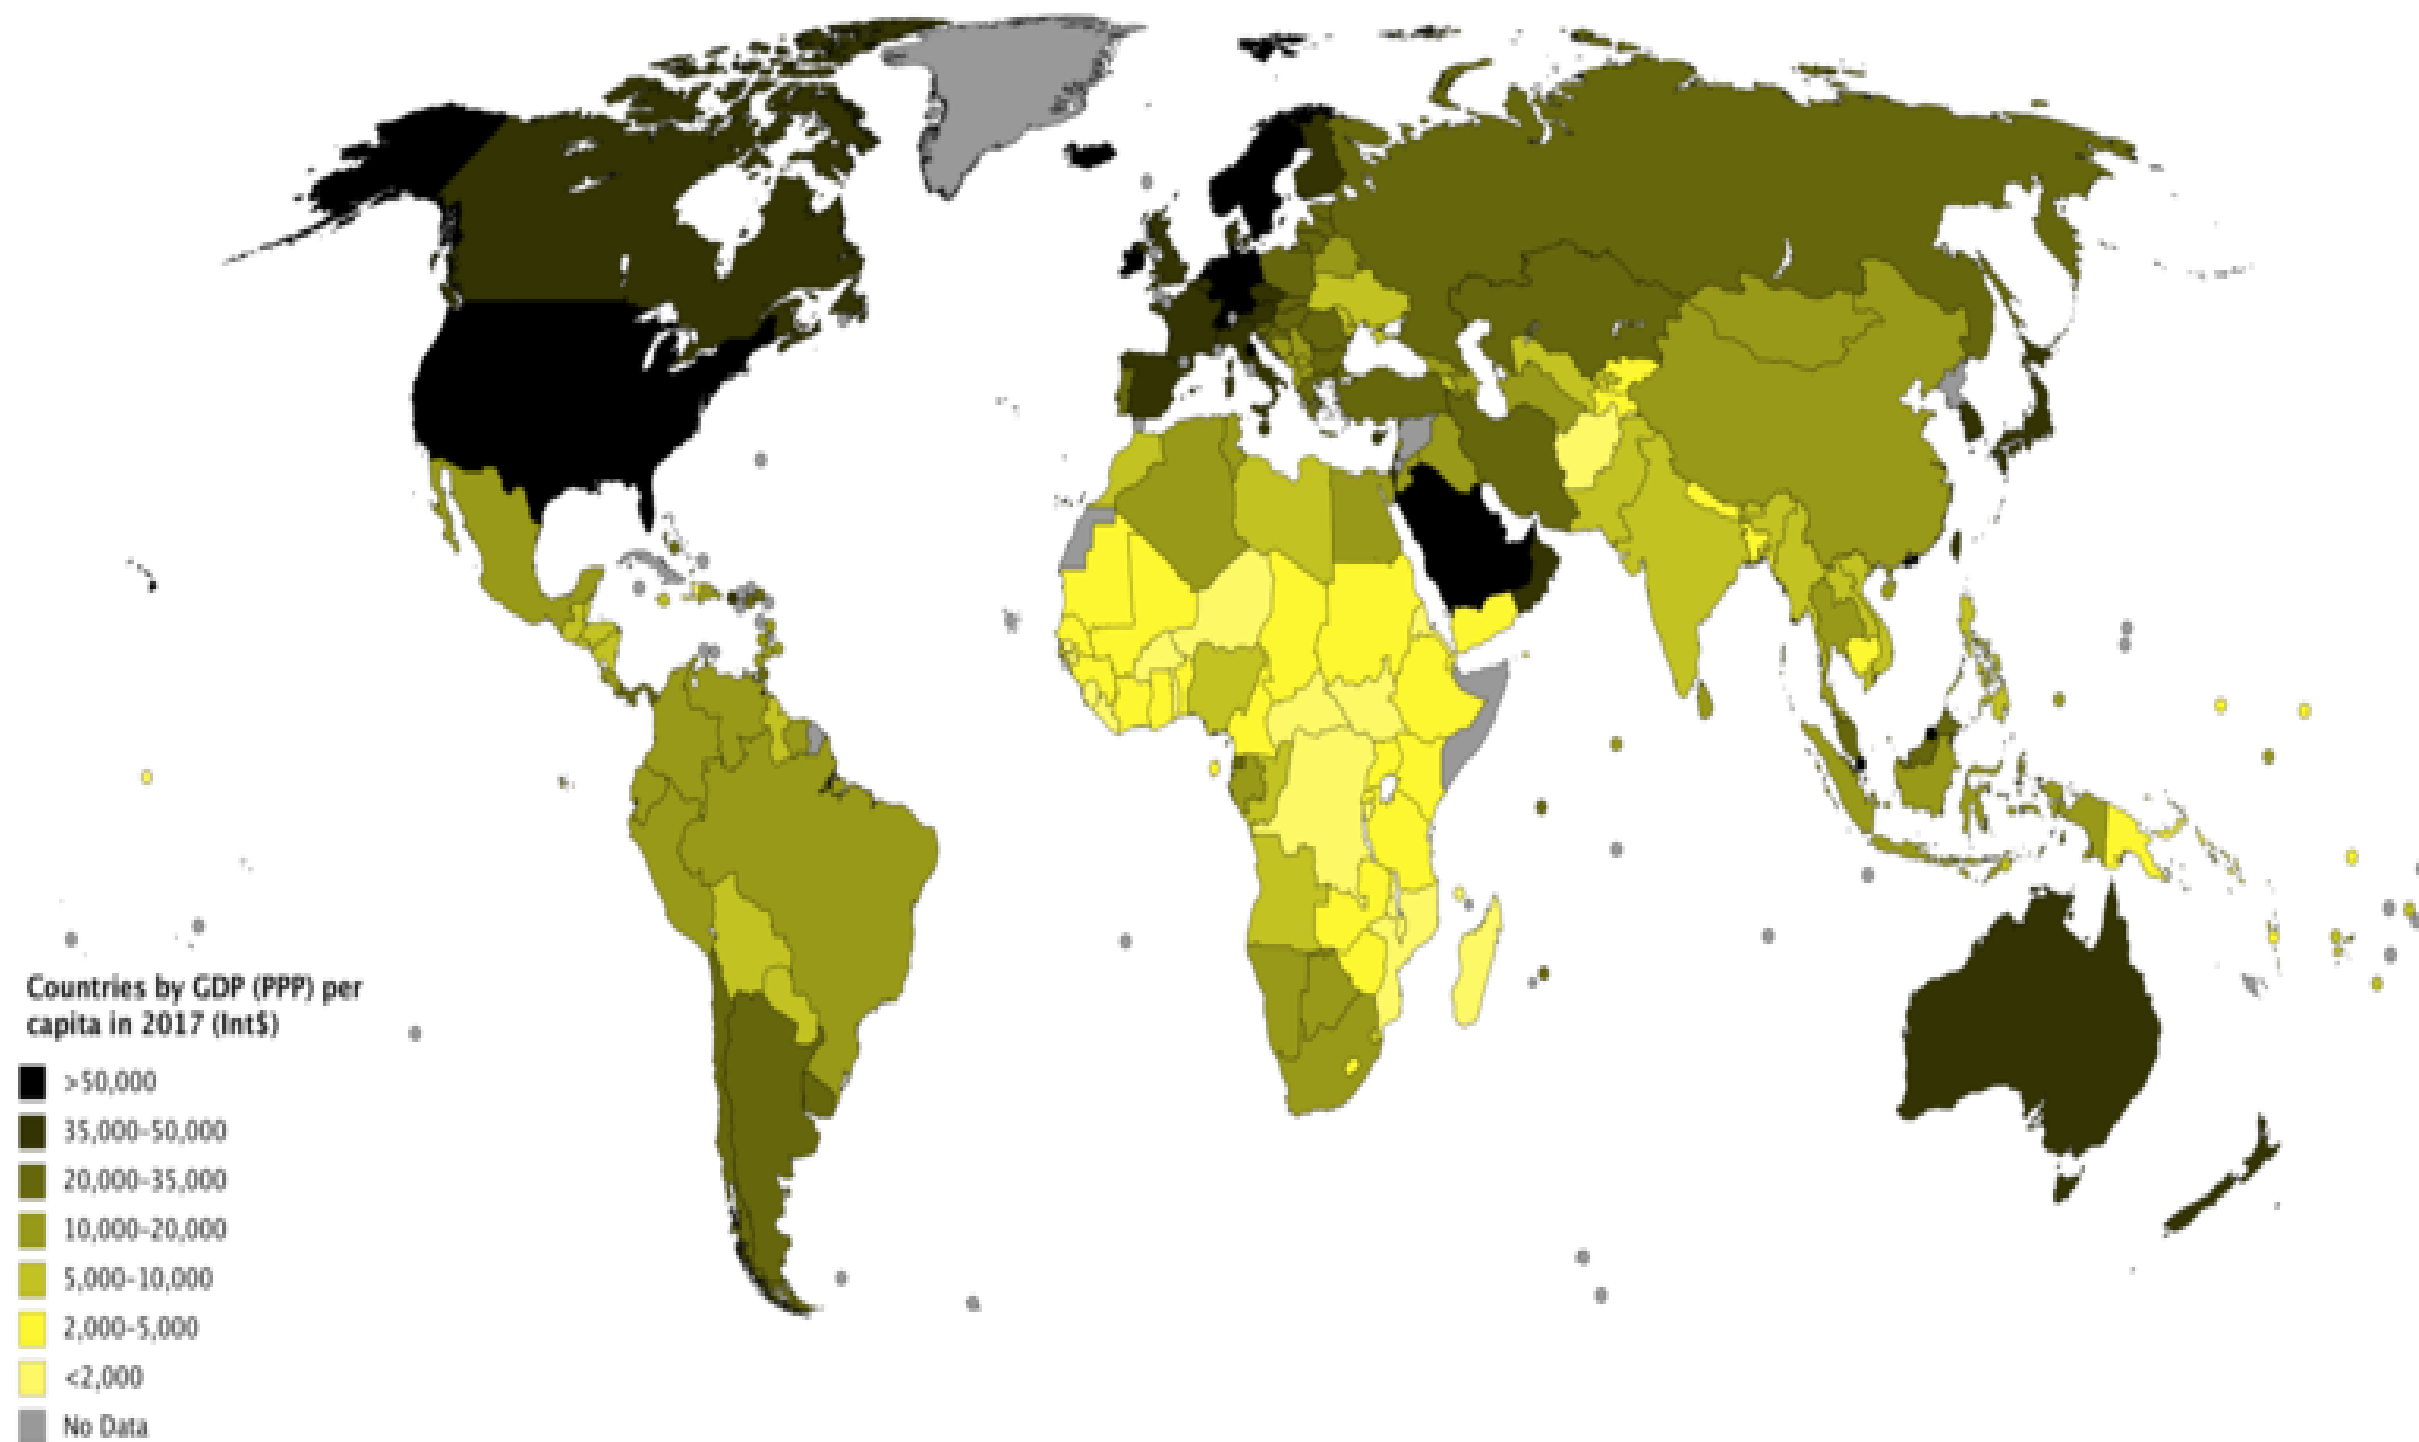 Countries by GDP (PPP) per
capita in 2017 (Int$)
>50,000
35,000-50,000
20,000-35,000
10,000-20,000
5,000-10,000
2,000-5,000
<2,000
No Data